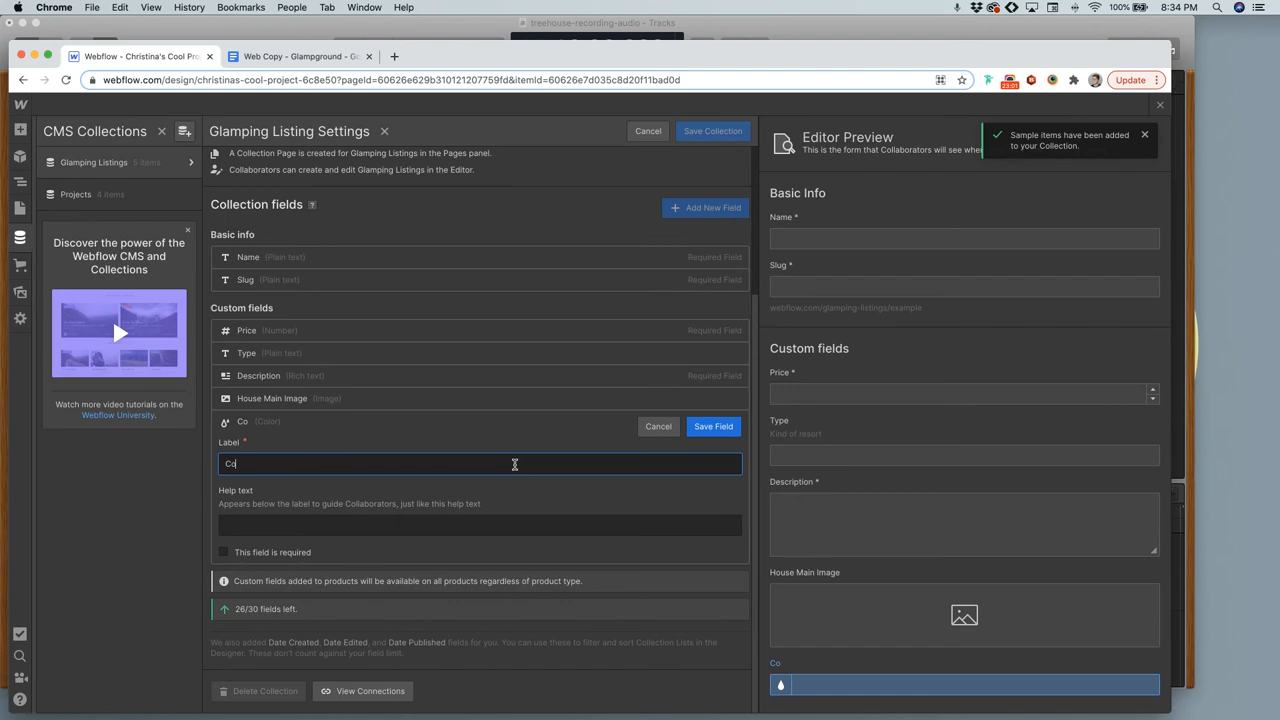 Chrome File Edit View History Bookmarks People Tab Window Help 100% 8:34 PM
treehouse-recording-audio - Tracks
Webflow - Christina's Cool Pro Web Copy - Glampground - Go
webflow.com/design/christinas-cool-project-6c8e50?pageId=60626e629b310121207759fd&itemId=60626e7d035c8d20f11bad0d
23:01
Update
CMS Collections
Glamping Listings 5 items
Projects 4 items
Discover the power of the
Webflow CMS and
Collections
Watch more video tutorials on the
Webflow University.
Glamping Listing Settings
Cancel
Save Collection
A Collection Page is created for Glamping Listings in the Pages panel.
Collaborators can create and edit Glamping Listings in the Editor.
Collection fields ?
+ Add New Field
Basic info
Name (Plain text) Required Field
Slug (Plain text) Required Field
Custom fields
Price (Number) Required Field
Type (Plain text)
Description (Rich text) Required Field
House Main Image (Image)
Co (Color)
Cancel
Save Field
Label *
Co
Help text
Appears below the label to guide Collaborators, just like this help text
This field is required
Custom fields added to products will be available on all products regardless of product type.
26/30 fields left.
We also added Date Created, Date Edited, and Date Published fields for you. You can use these to filter and sort Collection Lists in the
Designer. These don't count against your field limit.
Delete Collection
View Connections
Editor Preview
This is the form that Collaborators will see when
Sample items have been added
to your Collection.
Basic Info
Name *
Slug *
webflow.com/glamping-listings/example
Custom fields
Price *
Type
Kind of resort
Description *
House Main Image
Co